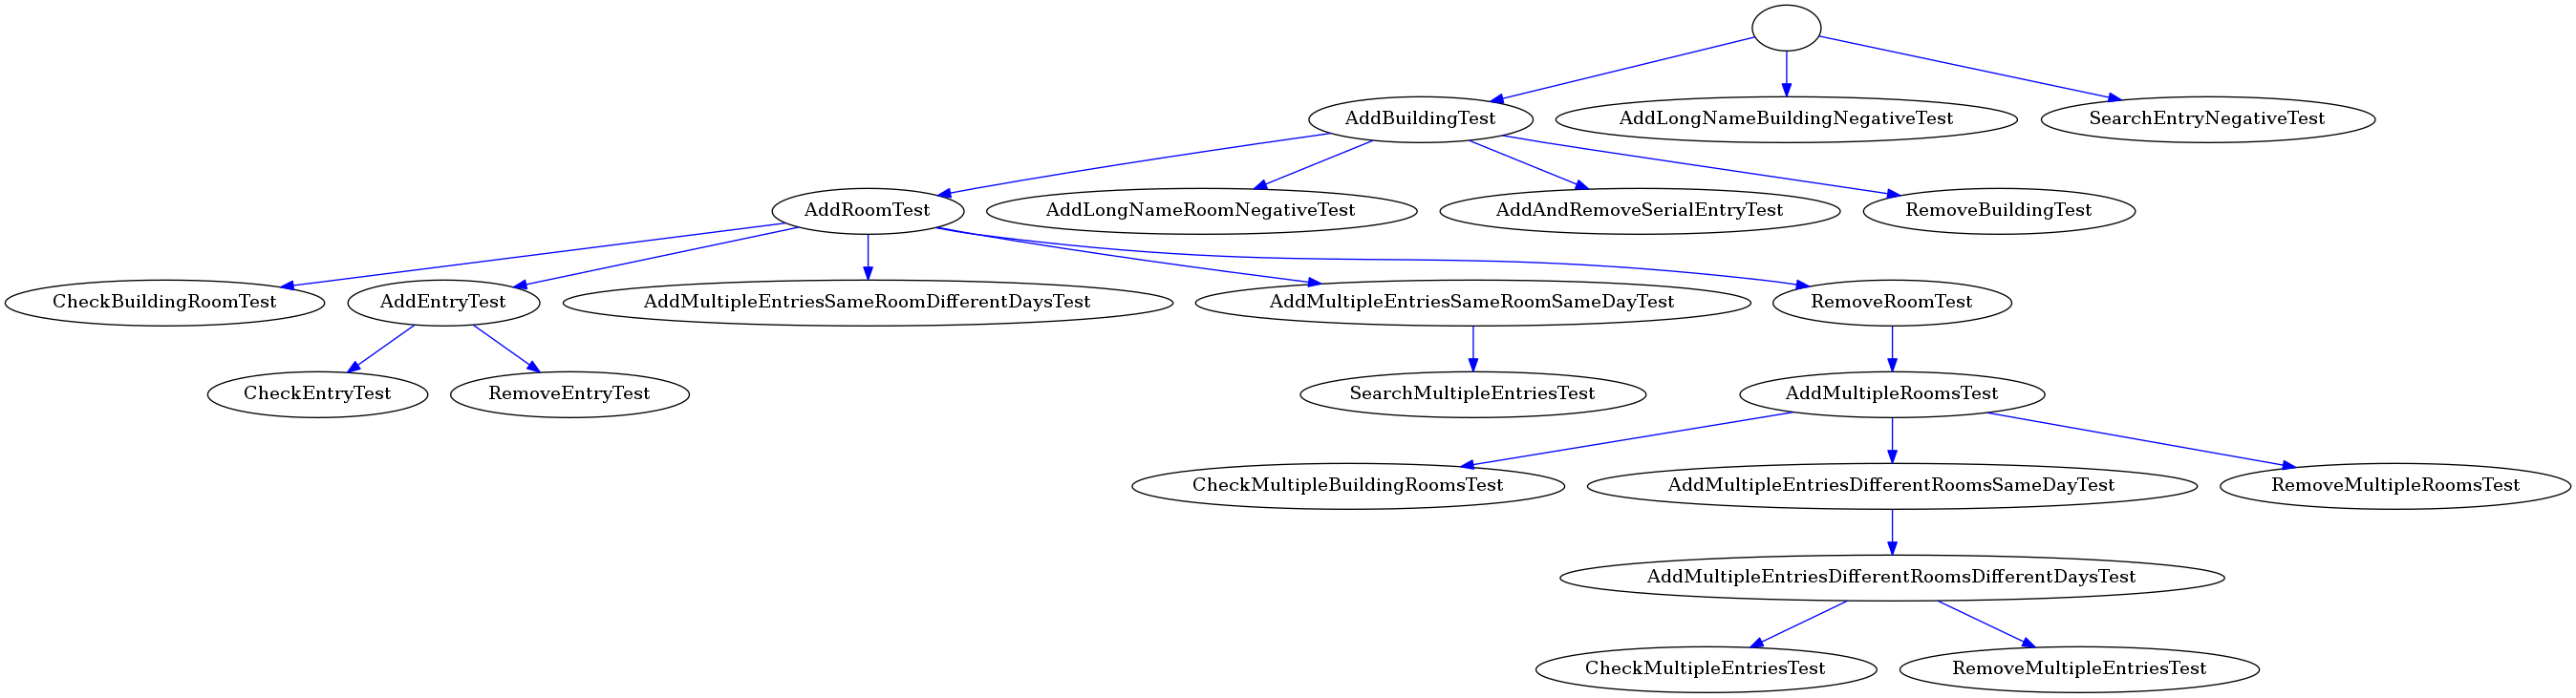 AddBuildingTest
AddLongNameBuildingNegativeTest
SearchEntryNegativeTest
AddRoomTest
AddLongNameRoomNegativeTest
AddAndRemoveSerialEntryTest
RemoveBuildingTest
CheckBuildingRoomTest
AddEntryTest
AddMultipleEntriesSameRoomDifferentDaysTest
AddMultipleEntriesSameRoomSameDayTest
RemoveRoomTest
CheckEntryTest
RemoveEntryTest
SearchMultipleEntriesTest
AddMultipleRoomsTest
CheckMultipleBuildingRoomsTest
AddMultipleEntriesDifferentRoomsSameDayTest
RemoveMultipleRoomsTest
AddMultipleEntriesDifferentRoomsDifferentDaysTest
CheckMultipleEntriesTest
RemoveMultipleEntriesTest